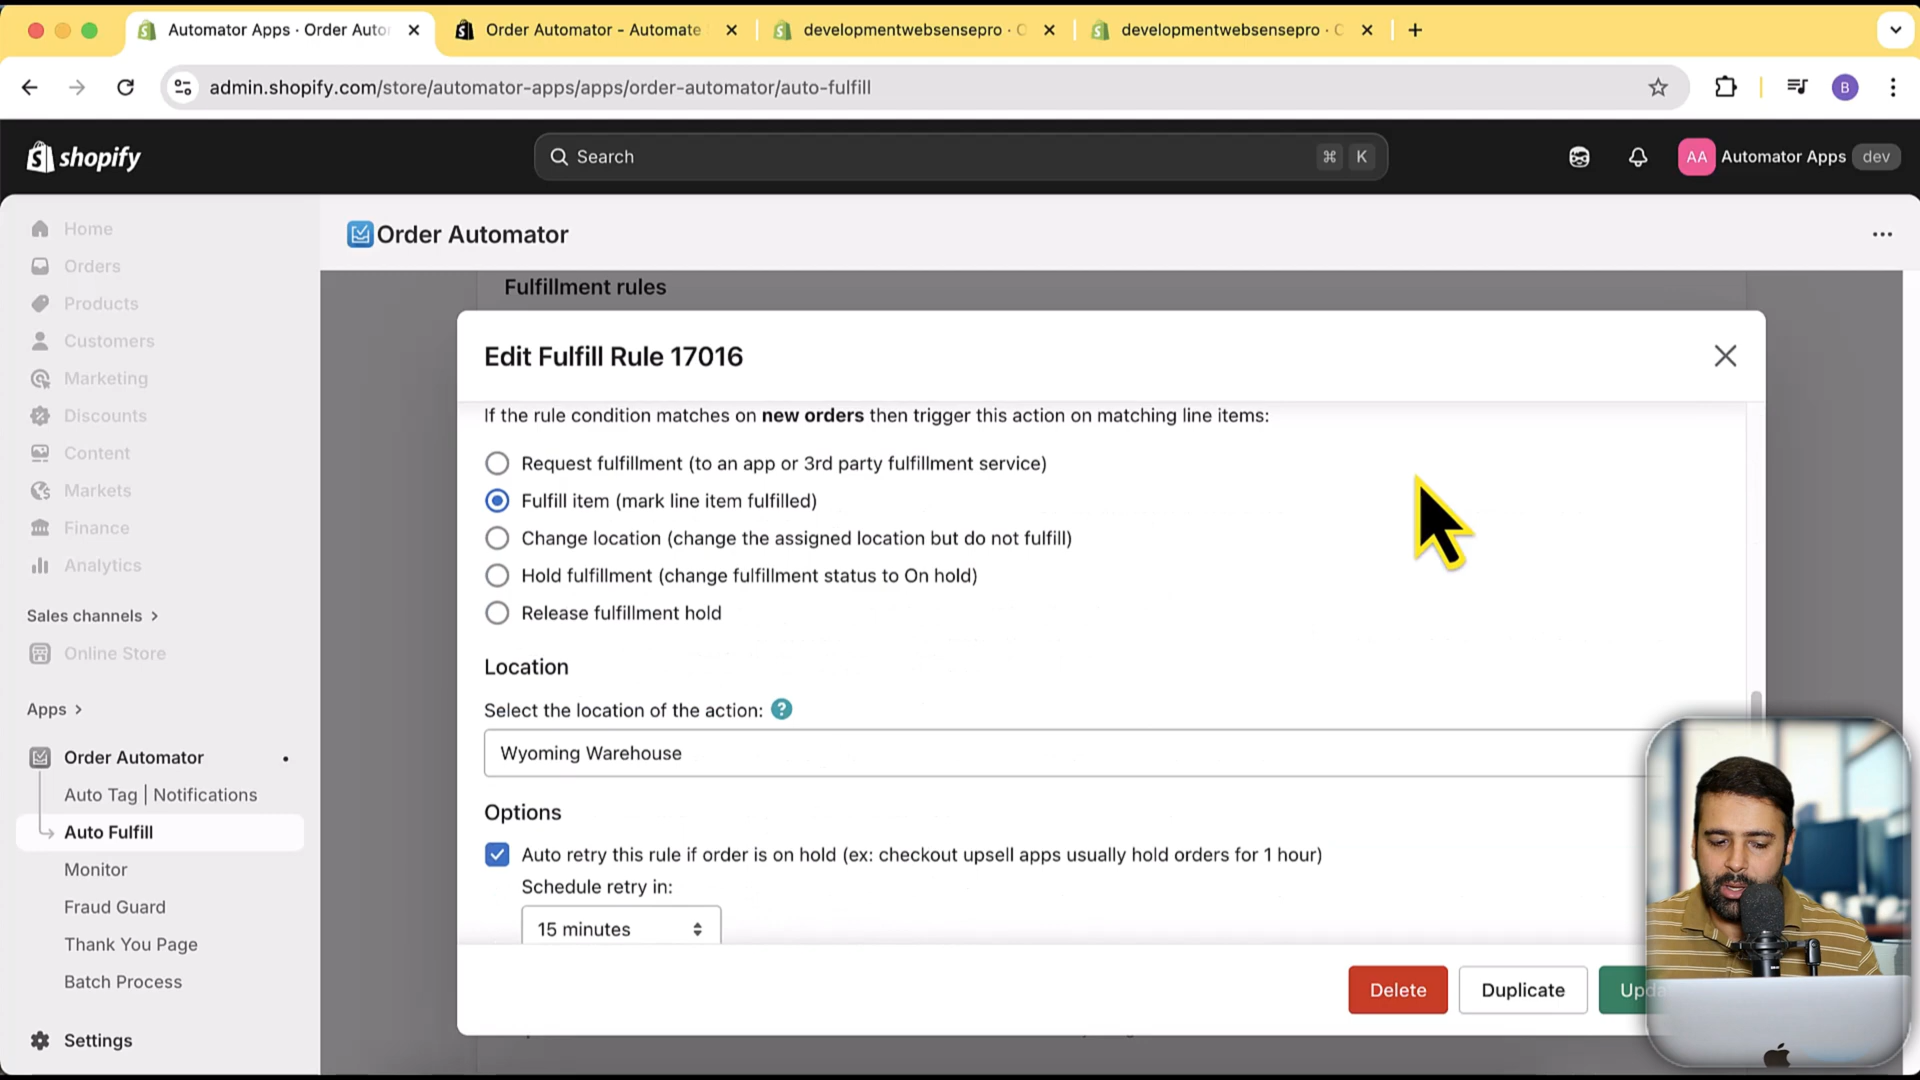 Automator Apps · Order Auto
Order Automator - Automate
developmentwebsensepro ·
developmentwebsensepro ·
admin.shopify.com/store/automator-apps/apps/order-automator/auto-fulfill
B
shopify
Search
⌘ K
AA
Automator Apps
dev
Order Automator
Home
Orders
Products
Customers
Marketing
Discounts
Content
Markets
Finance
Analytics
Sales channels
Online Store
Apps
Order Automator
Auto Tag | Notifications
Auto Fulfill
Monitor
Fraud Guard
Thank You Page
Batch Process
Settings
Fulfillment rules
Edit Fulfill Rule 17016
If the rule condition matches on new orders then trigger this action on matching line items:
Request fulfillment (to an app or 3rd party fulfillment service)
Fulfill item (mark line item fulfilled)
Change location (change the assigned location but do not fulfill)
Hold fulfillment (change fulfillment status to On hold)
Release fulfillment hold
Location
Select the location of the action: ?
Wyoming Warehouse
Options
Auto retry this rule if order is on hold (ex: checkout upsell apps usually hold orders for 1 hour)
Schedule retry in:
15 minutes
Delete
Duplicate
Upda